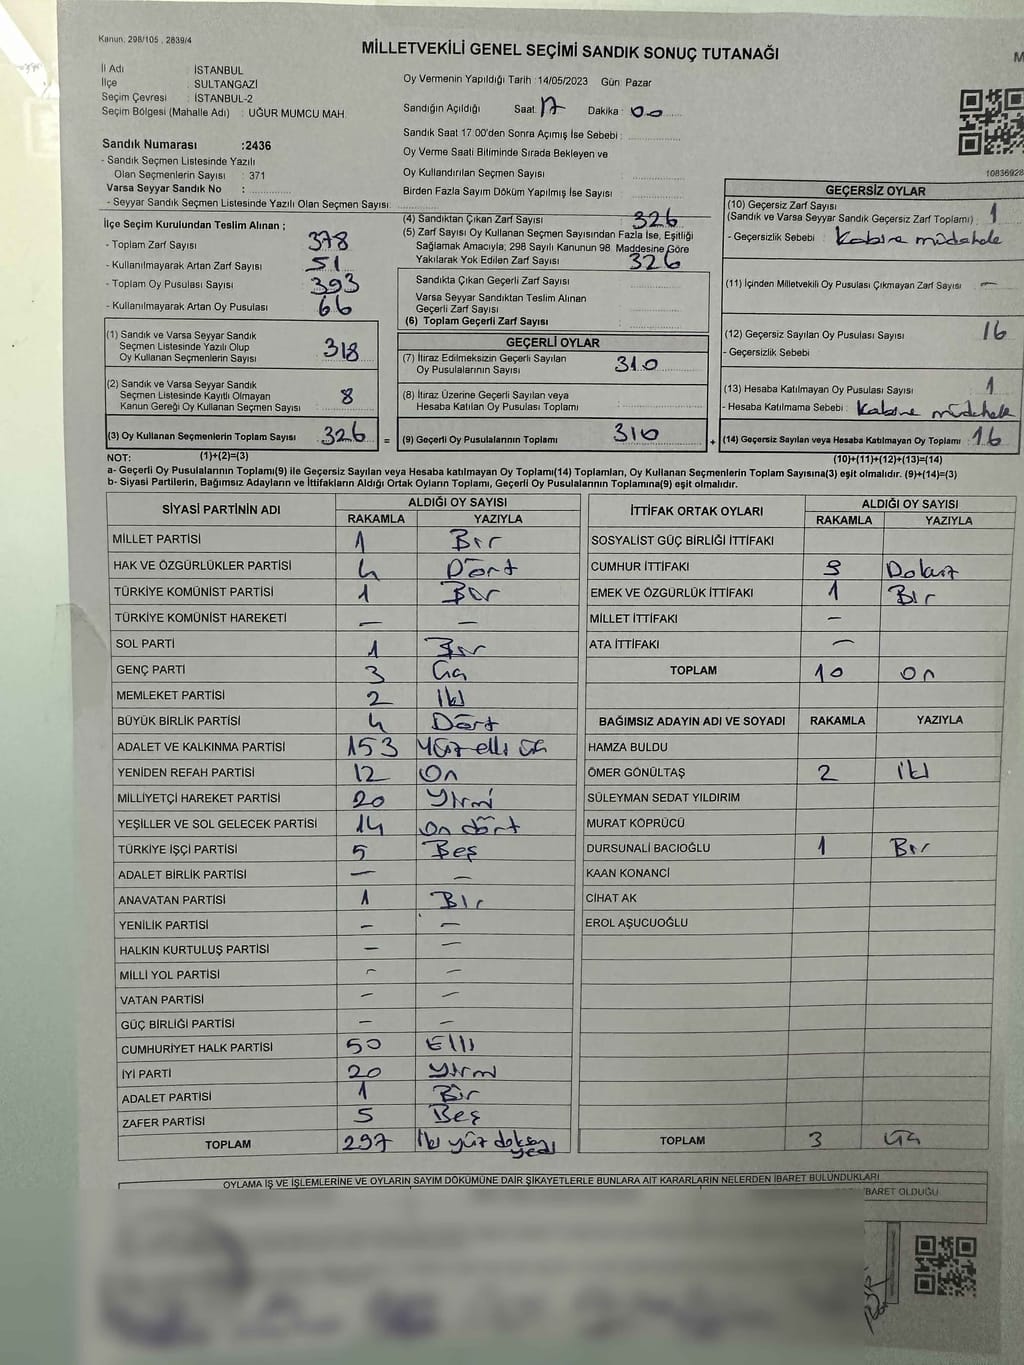 Kanun, 298/105 , 2839/4
MİLLETVEKİLİ GENEL SEÇİMİ SANDIK SONUÇ TUTANAĞI
M
İl Adı : İSTANBUL
İlçe : SULTANGAZİ
Seçim Çevresi : İSTANBUL-2
Seçim Bölgesi (Mahalle Adı) : UĞUR MUMCU MAH.
Sandık Numarası :2436
- Sandık Seçmen Listesinde Yazılı
Olan Seçmenlerin Sayısı : 371
Varsa Seyyar Sandık No :
- Seyyar Sandık Seçmen Listesinde Yazılı Olan Seçmen Sayısı:
Oy Vermenin Yapıldığı Tarih : 14/05/2023 Gün: Pazar
Sandığın Açıldığı Saat: 17 Dakika : 00
Sandık Saat 17:00'den Sonra Açılmış İse Sebebi :
Oy Verme Saati Bitiminde Sırada Bekleyen ve
Oy Kullandırılan Seçmen Sayısı
Birden Fazla Sayım Döküm Yapılmış İse Sayısı
10836928
İlçe Seçim Kurulundan Teslim Alınan ;
- Toplam Zarf Sayısı 378
- Kullanılmayarak Artan Zarf Sayısı 51
- Toplam Oy Pusulası Sayısı 393
- Kullanılmayarak Artan Oy Pusulası 66
(1) Sandık ve Varsa Seyyar Sandık
Seçmen Listesinde Yazılı Olup
Oy Kullanan Seçmenlerin Sayısı 318
(2) Sandık ve Varsa Seyyar Sandık
Seçmen Listesinde Kayıtlı Olmayan
Kanun Gereği Oy Kullanan Seçmen Sayısı 8
(3) Oy Kullanan Seçmenlerin Toplam Sayısı 326 =
(1)+(2)=(3)
(4) Sandıktan Çıkan Zarf Sayısı 326
(5) Zarf Sayısı Oy Kullanan Seçmen Sayısından Fazla İse, Eşitliği
Sağlamak Amacıyla; 298 Sayılı Kanunun 98. Maddesine Göre
Yakılarak Yok Edilen Zarf Sayısı 326
Sandıkta Çıkan Geçerli Zarf Sayısı
Varsa Seyyar Sandıktan Teslim Alınan
Geçerli Zarf Sayısı
(6) Toplam Geçerli Zarf Sayısı
GEÇERLİ OYLAR
(7) İtiraz Edilmeksizin Geçerli Sayılan
Oy Pusulalarının Sayısı 310
(8) İtiraz Üzerine Geçerli Sayılan veya
Hesaba Katılan Oy Pusulası Toplamı
(9) Geçerli Oy Pusulalarının Toplamı 310 +
GEÇERSİZ OYLAR
(10) Geçersiz Zarf Sayısı
(Sandık ve Varsa Seyyar Sandık Geçersiz Zarf Toplamı) : 1
- Geçersizlik Sebebi : Kabine müdahale
(11) İçinden Milletvekili Oy Pusulası Çıkmayan Zarf Sayısı -
(12) Geçersiz Sayılan Oy Pusulası Sayısı 16
- Geçersizlik Sebebi
(13) Hesaba Katılmayan Oy Pusulası Sayısı 1
- Hesaba Katılmama Sebebi : Kabine müdahale
(14) Geçersiz Sayılan veya Hesaba Katılmayan Oy Toplamı : 16
(10)+(11)+(12)+(13)=(14)
NOT:
a- Geçerli Oy Pusulalarının Toplamı(9) ile Geçersiz Sayılan veya Hesaba katılmayan Oy Toplamı(14) Toplamları, Oy Kullanan Seçmenlerin Toplam Sayısına(3) eşit olmalıdır. (9)+(14)=(3)
b- Siyasi Partilerin, Bağımsız Adayların ve İttifakların Aldığı Ortak Oyların Toplamı, Geçerli Oy Pusulalarının Toplamına(9) eşit olmalıdır.
SİYASİ PARTİNİN ADI ALDIĞI OY SAYISI
RAKAMLA YAZIYLA
MİLLET PARTİSİ 1 Bir
HAK VE ÖZGÜRLÜKLER PARTİSİ 4 Dört
TÜRKİYE KOMÜNİST PARTİSİ 1 Bir
TÜRKİYE KOMÜNİST HAREKETİ - -
SOL PARTİ 1 Bir
GENÇ PARTİ 3 Üç
MEMLEKET PARTİSİ 2 İki
BÜYÜK BİRLİK PARTİSİ 4 Dört
ADALET VE KALKINMA PARTİSİ 153 Yüz elli üç
YENİDEN REFAH PARTİSİ 12 On
MİLLİYETÇİ HAREKET PARTİSİ 20 Yirmi
YEŞİLLER VE SOL GELECEK PARTİSİ 14 on dört
TÜRKİYE İŞÇİ PARTİSİ 5 Beş
ADALET BİRLİK PARTİSİ - -
ANAVATAN PARTİSİ 1 Bir
YENİLİK PARTİSİ - -
HALKIN KURTULUŞ PARTİSİ - -
MİLLİ YOL PARTİSİ - -
VATAN PARTİSİ - -
GÜÇ BİRLİĞİ PARTİSİ - -
CUMHURİYET HALK PARTİSİ 50 Elli
İYİ PARTİ 20 Yirmi
ADALET PARTİSİ 1 Bir
ZAFER PARTİSİ 5 Beş
TOPLAM 297 İki yüz doksan yedi
İTTİFAK ORTAK OYLARI ALDIĞI OY SAYISI
RAKAMLA YAZIYLA
SOSYALİST GÜÇ BİRLİĞİ İTTİFAKI
CUMHUR İTTİFAKI 9 Dokuz
EMEK VE ÖZGÜRLÜK İTTİFAKI 1 Bir
MİLLET İTTİFAKI -
ATA İTTİFAKI -
TOPLAM 10 on
BAĞIMSIZ ADAYIN ADI VE SOYADI RAKAMLA YAZIYLA
HAMZA BULDU
ÖMER GÖNÜLTAŞ 2 İki
SÜLEYMAN SEDAT YILDIRIM
MURAT KÖPRÜCÜ
DURSUNALİ BACIOĞLU 1 Bir
KAAN KONANCİ
CİHAT AK
EROL AŞUCUOĞLU
TOPLAM 3 Üç
OYLAMA İŞ VE İŞLEMLERİNE VE OYLARIN SAYIM DÖKÜMÜNE DAİR ŞİKAYETLERLE BUNLARA AİT KARARLARIN NELERDEN İBARET BULUNDUKLARI
İBARET OLDUĞU